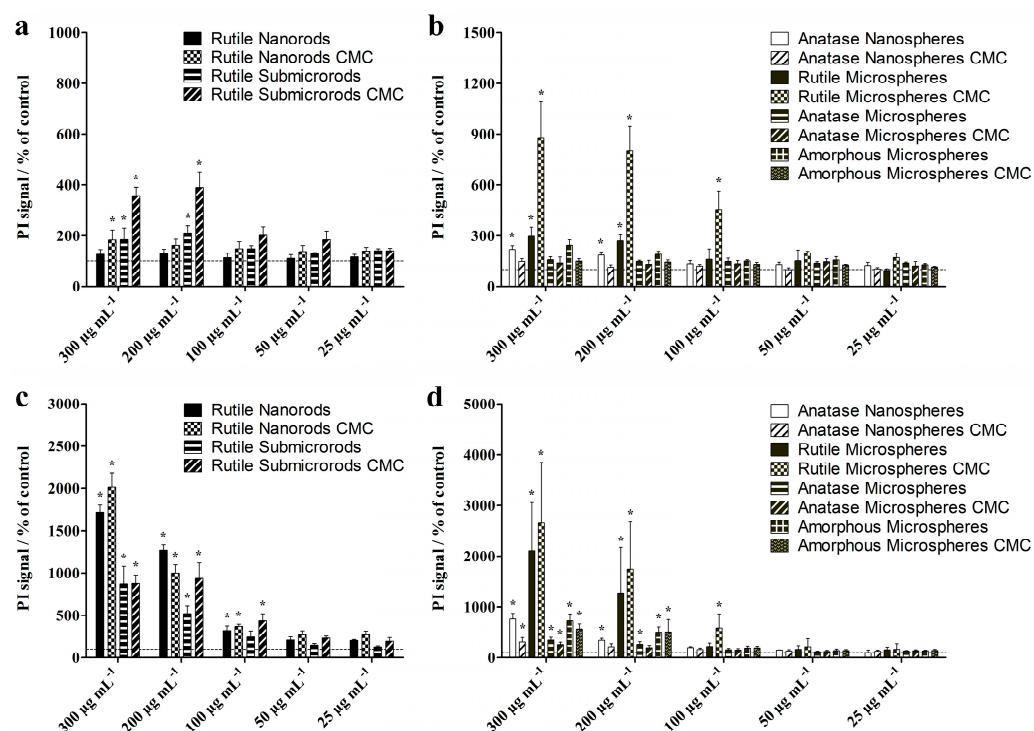 a
PI signal / % of control
1000
800
600
400
200
0
Rutile Nanorods
Rutile Nanorods CMC
Rutile Submicrorods
Rutile Submicrorods CMC
* * * *
* *
300 µg mL⁻¹
200 µg mL⁻¹
100 µg mL⁻¹
50 µg mL⁻¹
25 µg mL⁻¹
b
PI signal / % of control
1500
1200
900
600
300
0
Anatase Nanospheres
Anatase Nanospheres CMC
Rutile Microspheres
Rutile Microspheres CMC
Anatase Microspheres
Anatase Microspheres CMC
Amorphous Microspheres
Amorphous Microspheres CMC
* * *
* * *
*
300 µg mL⁻¹
200 µg mL⁻¹
100 µg mL⁻¹
50 µg mL⁻¹
25 µg mL⁻¹
c
PI signal / % of control
3000
2500
2000
1500
1000
500
0
Rutile Nanorods
Rutile Nanorods CMC
Rutile Submicrorods
Rutile Submicrorods CMC
* * * *
* * * *
* * *
300 µg mL⁻¹
200 µg mL⁻¹
100 µg mL⁻¹
50 µg mL⁻¹
25 µg mL⁻¹
d
PI signal / % of control
5000
4000
3000
2000
1000
0
Anatase Nanospheres
Anatase Nanospheres CMC
Rutile Microspheres
Rutile Microspheres CMC
Anatase Microspheres
Anatase Microspheres CMC
Amorphous Microspheres
Amorphous Microspheres CMC
* * * * * * * *
* * * * * *
*
300 µg mL⁻¹
200 µg mL⁻¹
100 µg mL⁻¹
50 µg mL⁻¹
25 µg mL⁻¹